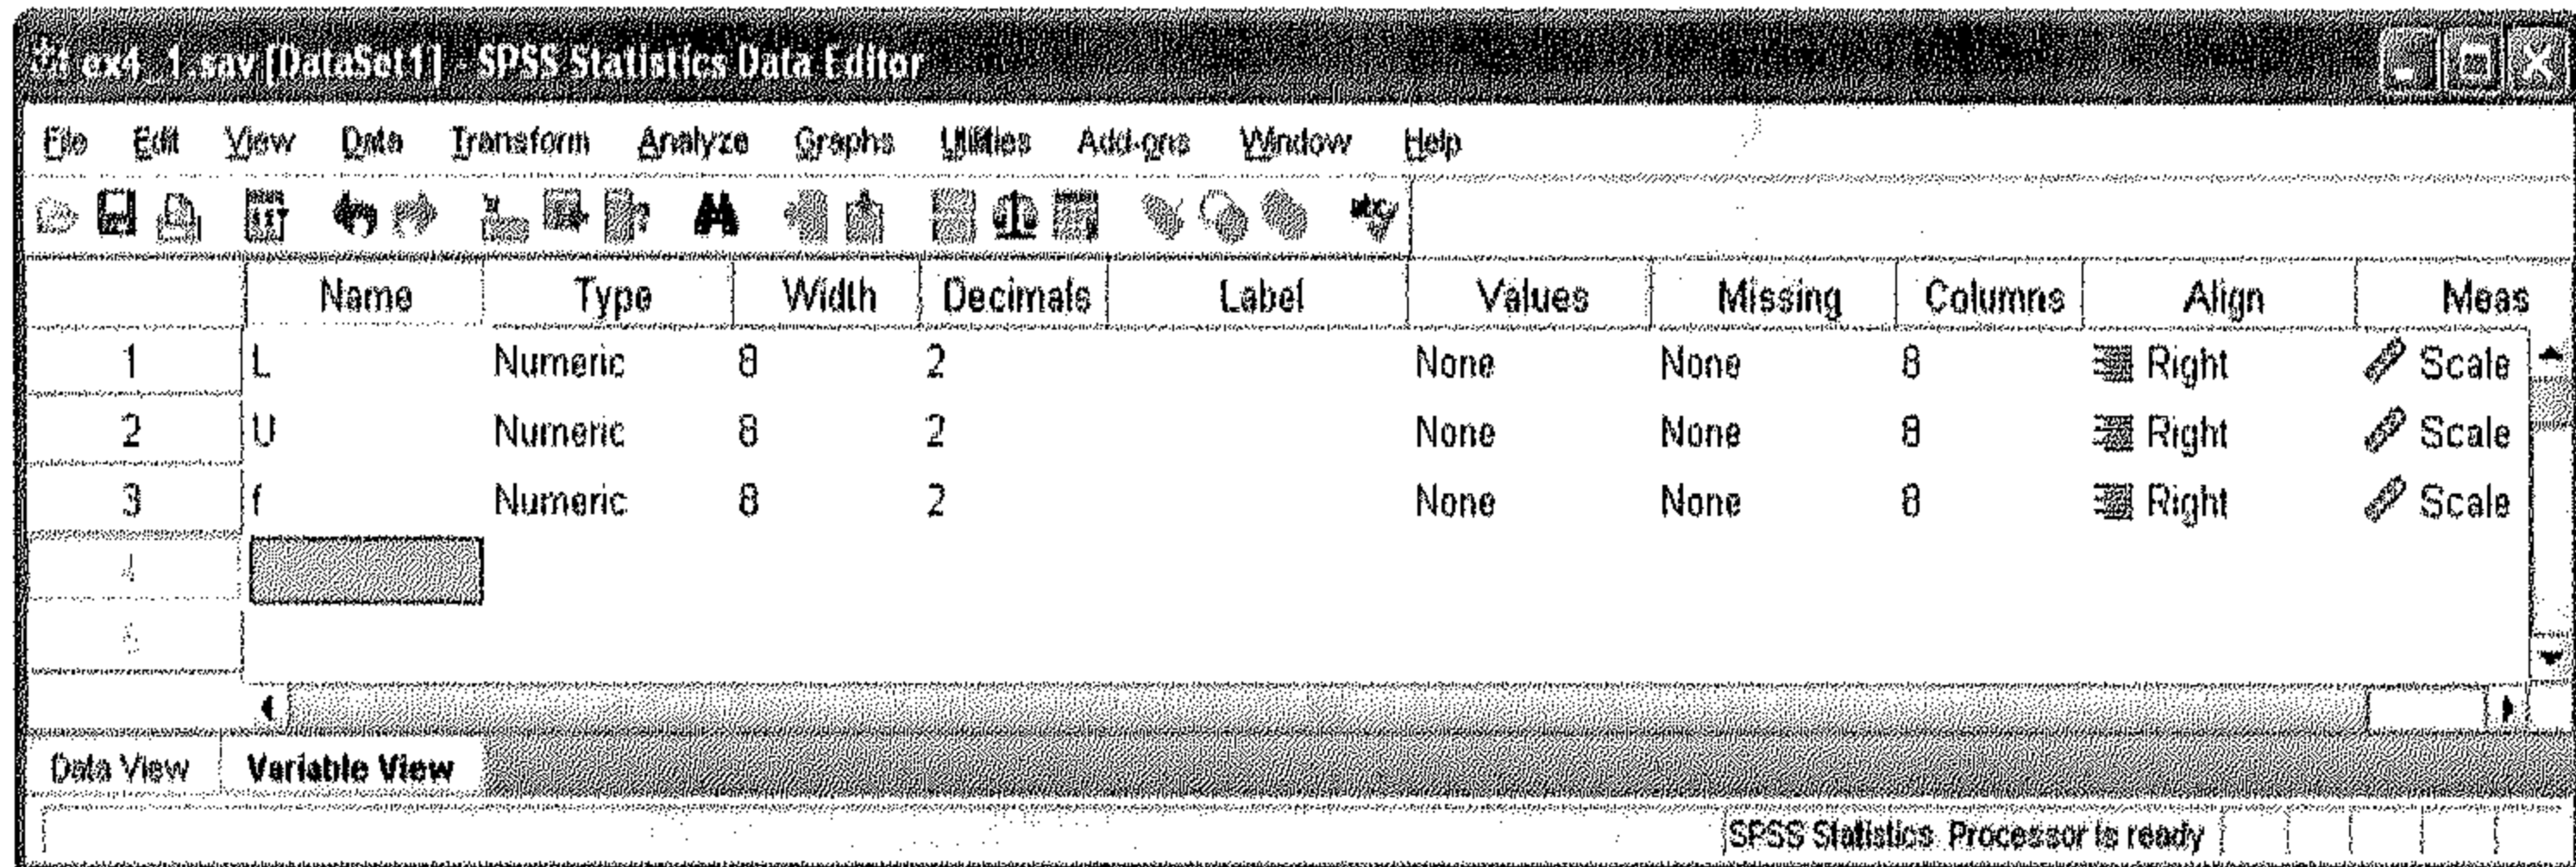 ex4_1.sav [DataSet1] - SPSS Statistics Data Editor
File Edit View Data Transform Analyze Graphs Utilities Add-ons Window Help
Name Type Width Decimals Label Values Missing Columns Align Meas
1 L Numeric 8 2 None None 8 Right Scale
2 U Numeric 8 2 None None 8 Right Scale
3 f Numeric 8 2 None None 8 Right Scale
4
5
Data View Variable View
SPSS Statistics Processor is ready